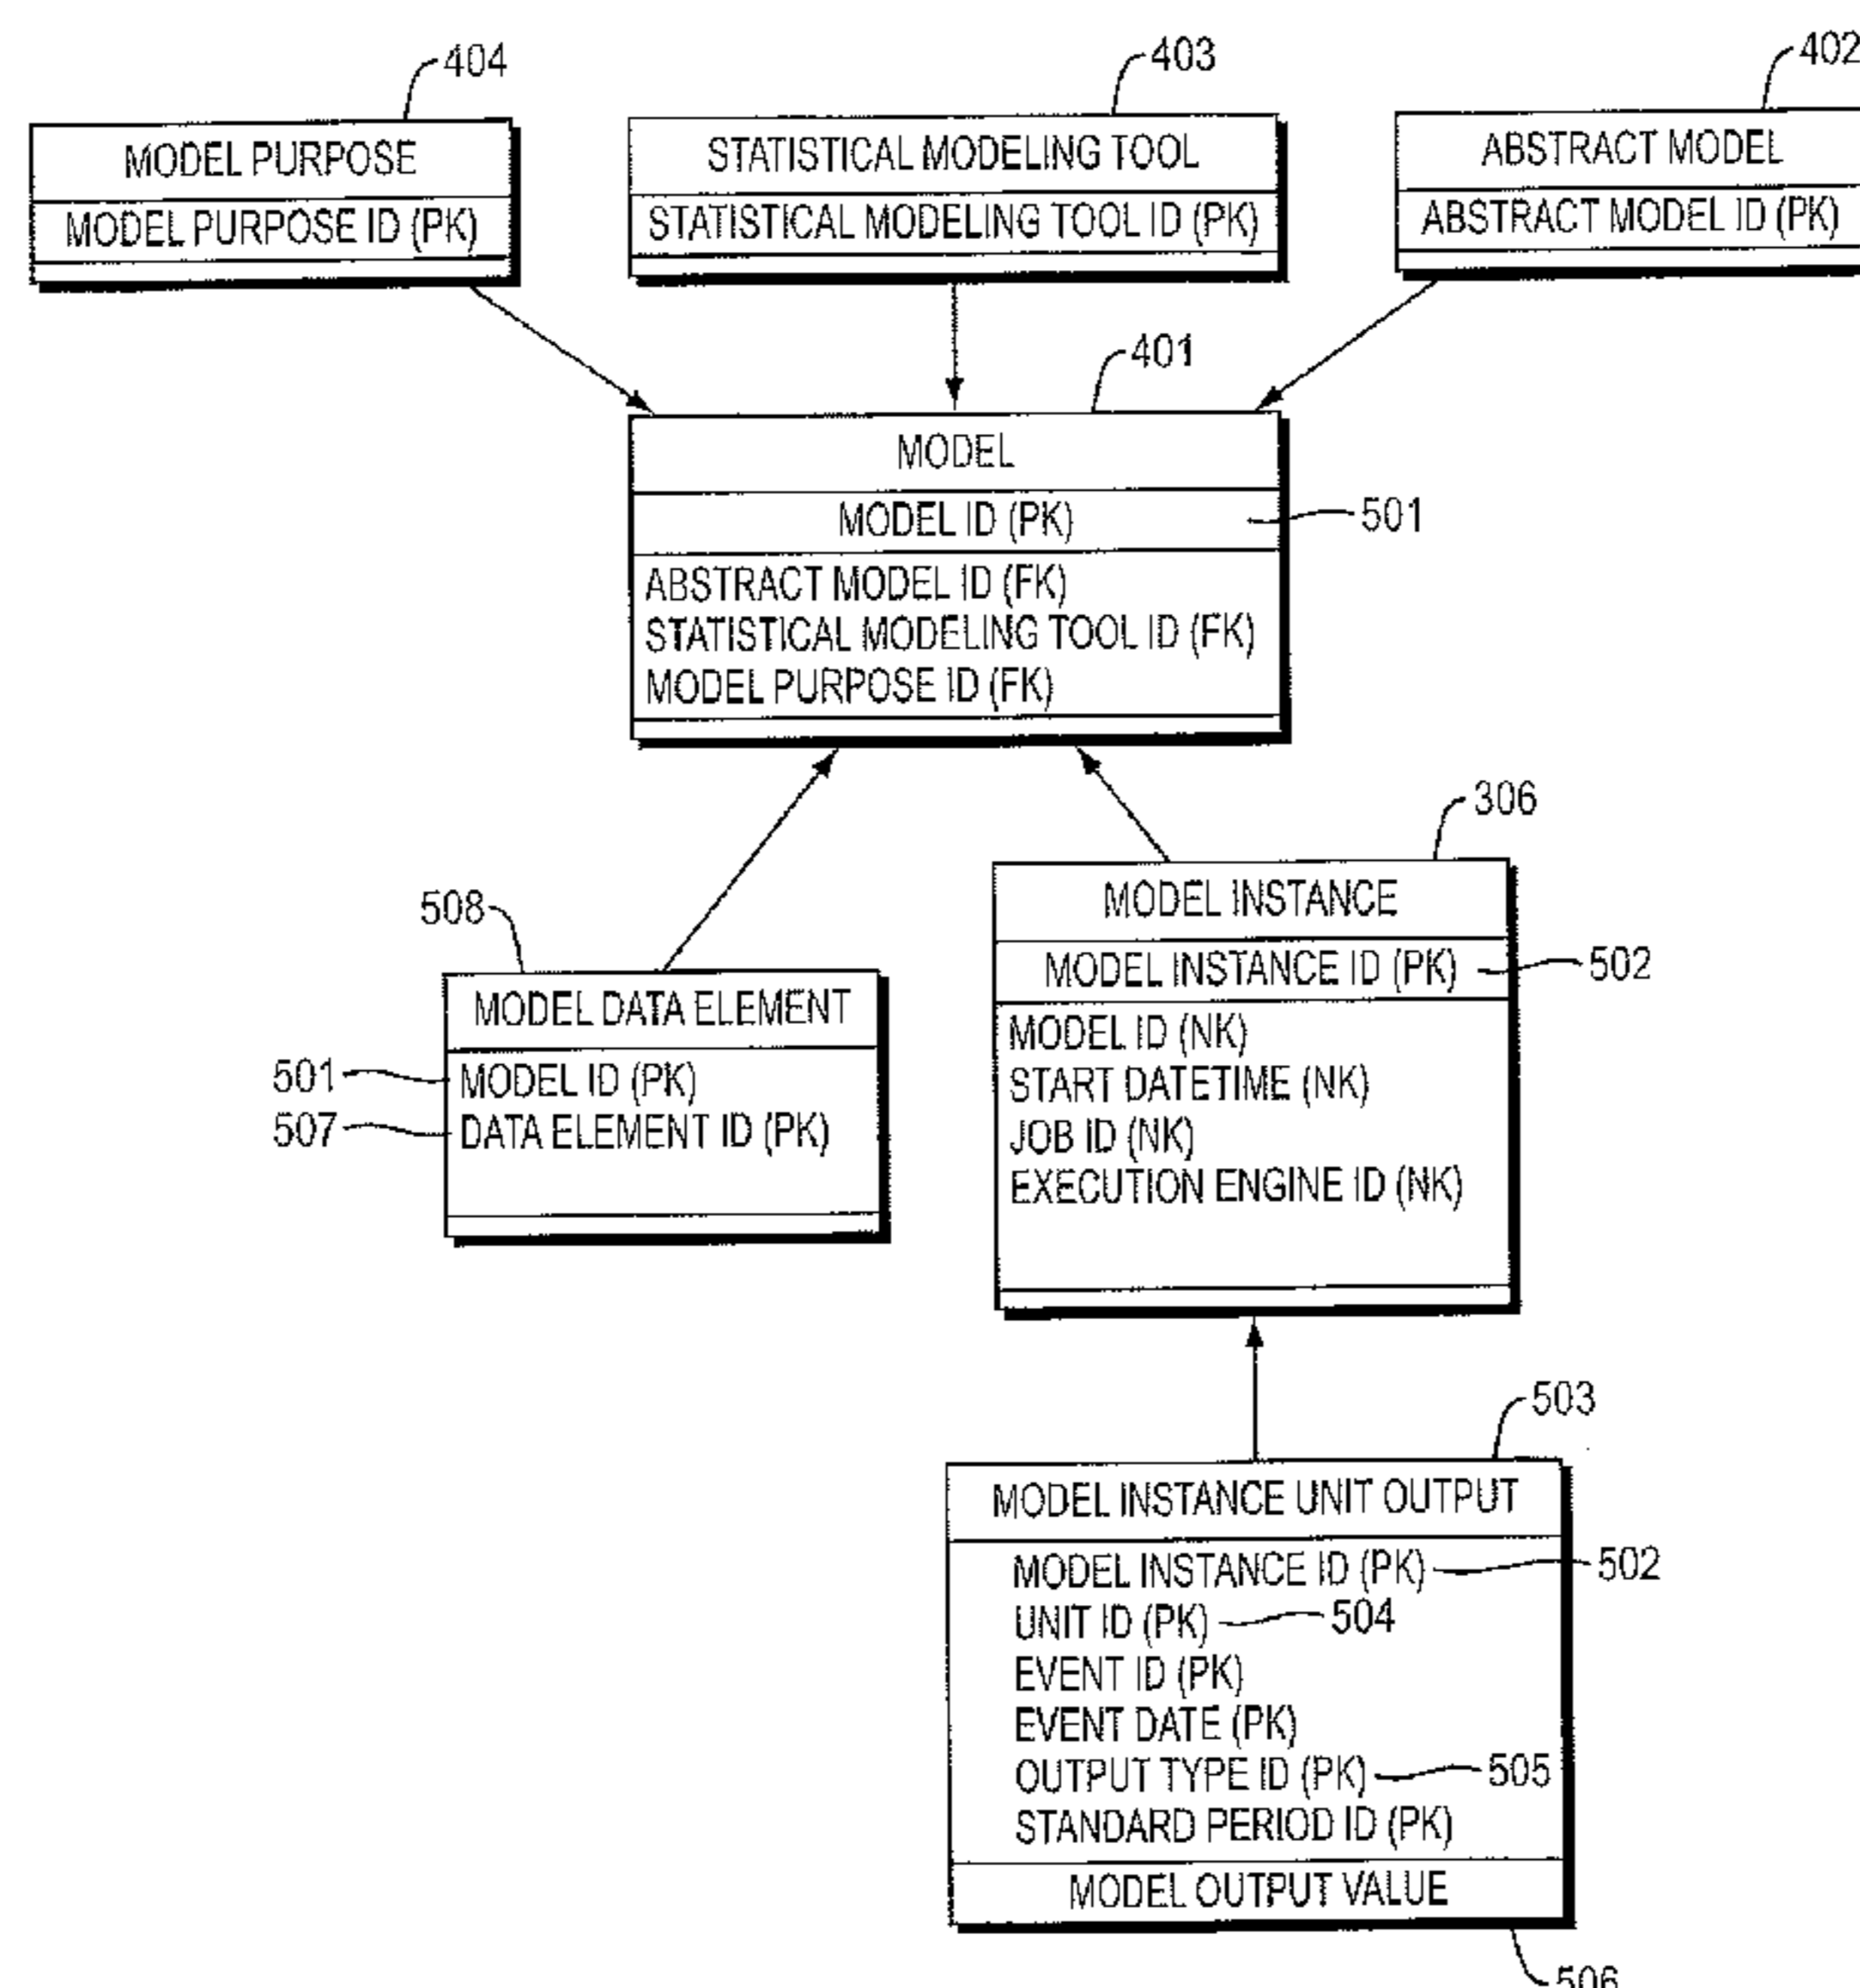 404
403
402
MODEL PURPOSE
MODEL PURPOSE ID (PK)
STATISTICAL MODELING TOOL
STATISTICAL MODELING TOOL ID (PK)
ABSTRACT MODEL
ABSTRACT MODEL ID (PK)
401
MODEL
MODEL ID (PK)
501
ABSTRACT MODEL ID (FK)
STATISTICAL MODELING TOOL ID (FK)
MODEL PURPOSE ID (FK)
508
MODEL DATA ELEMENT
501
MODEL ID (PK)
507
DATA ELEMENT ID (PK)
306
MODEL INSTANCE
MODEL INSTANCE ID (PK)
502
MODEL ID (NK)
START DATETIME (NK)
JOB ID (NK)
EXECUTION ENGINE ID (NK)
503
MODEL INSTANCE UNIT OUTPUT
MODEL INSTANCE ID (PK)
502
UNIT ID (PK)
504
EVENT ID (PK)
EVENT DATE (PK)
OUTPUT TYPE ID (PK)
505
STANDARD PERIOD ID (PK)
MODEL OUTPUT VALUE
506